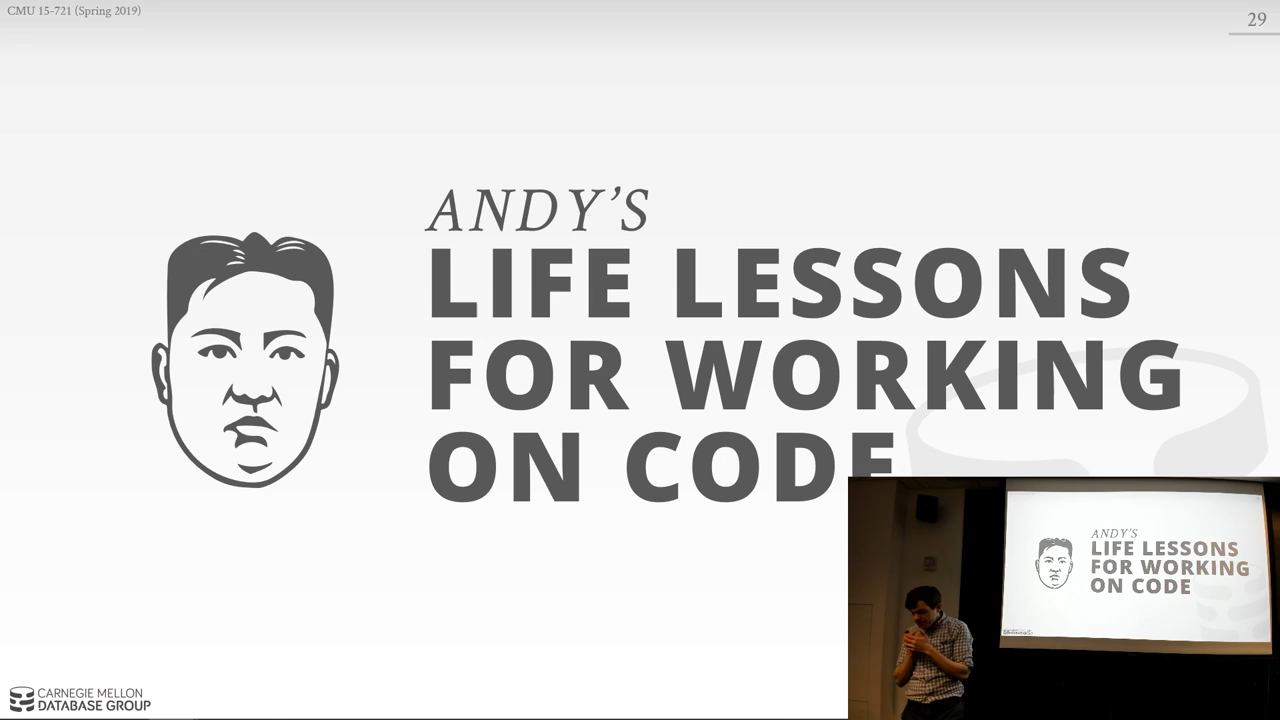 CMU 15-721 (Spring 2019)
29
ANDY'S
LIFE LESSONS
FOR WORKING
ON CODE
CARNEGIE MELLON
DATABASE GROUP
ANDY'S
LIFE LESSONS
FOR WORKING
ON CODE